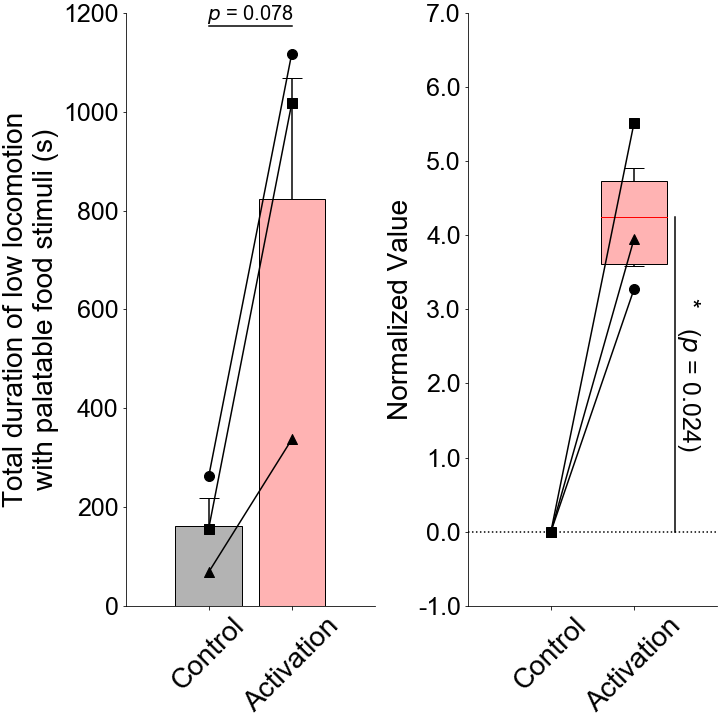 Total duration of low locomotion
with palatable food stimuli (s)
1200
1000
800
600
400
200
0
p = 0.078
Control
Activation
Normalized Value
7.0
6.0
5.0
4.0
3.0
2.0
1.0
0.0
-1.0
* (p = 0.024)
Control
Activation